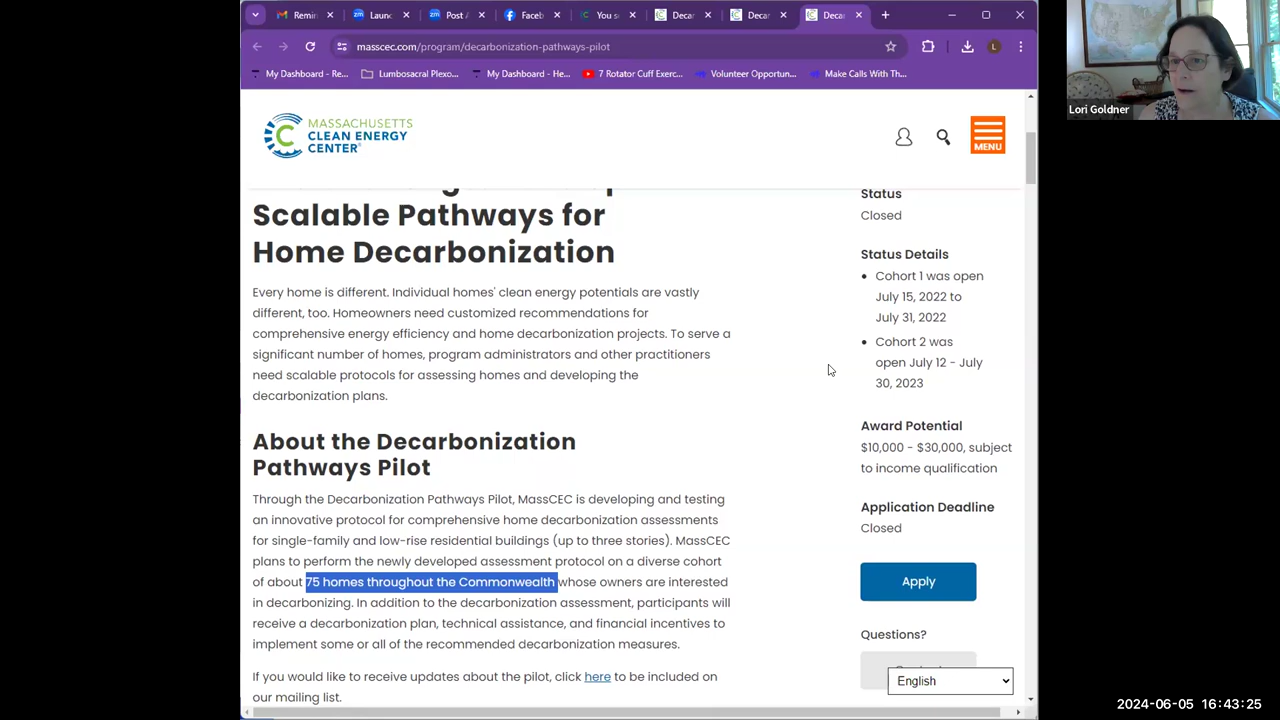 Remin
Launc
Post A
Faceb
You s
Decar
Decar
Decar
masscec.com/program/decarbonization-pathways-pilot
L
My Dashboard - Re...
Lumbosacral Plexo...
My Dashboard - He...
7 Rotator Cuff Exerc...
Volunteer Opportun...
Make Calls With Th...
Lori Goldner
MASSACHUSETTS
CLEAN ENERGY
CENTER
MENU
Scalable Pathways for
Home Decarbonization
Every home is different. Individual homes' clean energy potentials are vastly
different, too. Homeowners need customized recommendations for
comprehensive energy efficiency and home decarbonization projects. To serve a
significant number of homes, program administrators and other practitioners
need scalable protocols for assessing homes and developing the
decarbonization plans.
About the Decarbonization
Pathways Pilot
Through the Decarbonization Pathways Pilot, MassCEC is developing and testing
an innovative protocol for comprehensive home decarbonization assessments
for single-family and low-rise residential buildings (up to three stories). MassCEC
plans to perform the newly developed assessment protocol on a diverse cohort
of about 75 homes throughout the Commonwealth whose owners are interested
in decarbonizing. In addition to the decarbonization assessment, participants will
receive a decarbonization plan, technical assistance, and financial incentives to
implement some or all of the recommended decarbonization measures.
If you would like to receive updates about the pilot, click here to be included on
our mailing list.
Status
Closed
Status Details
Cohort 1 was open
July 15, 2022 to
July 31, 2022
Cohort 2 was
open July 12 - July
30, 2023
Award Potential
$10,000 - $30,000, subject
to income qualification
Application Deadline
Closed
Apply
Questions?
English
2024-06-05 16:43:25